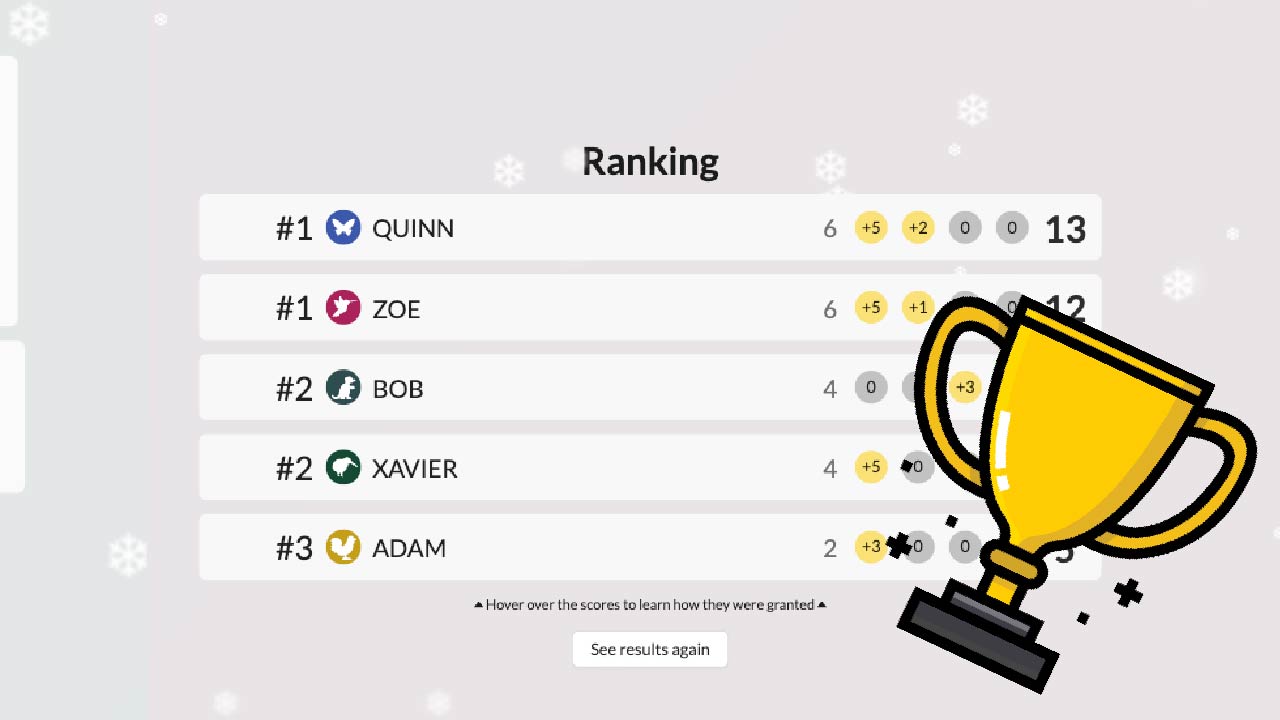 Ranking
#1 QUINN 6 +5 +2 0 0 13
#1 ZOE 6 +5 +1 0 12
#2 BOB 4 0 +3
#2 XAVIER 4 +5 0
#3 ADAM 2 +3 0 0
Hover over the scores to learn how they were granted
See results again